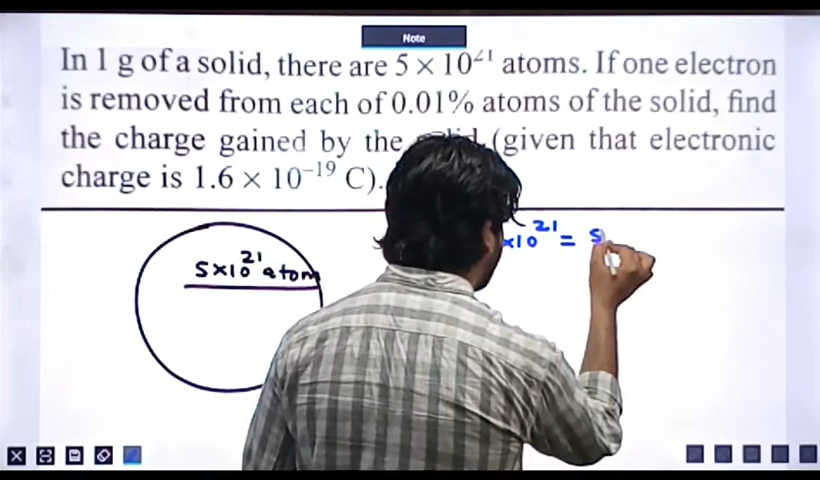 Note
In 1 g of a solid, there are 5 × 10²¹ atoms. If one electron
is removed from each of 0.01% atoms of the solid, find
the charge gained by the (given that electronic
charge is 1.6 × 10⁻¹⁹ C).
×10²¹ = 5
5×10²¹ atom